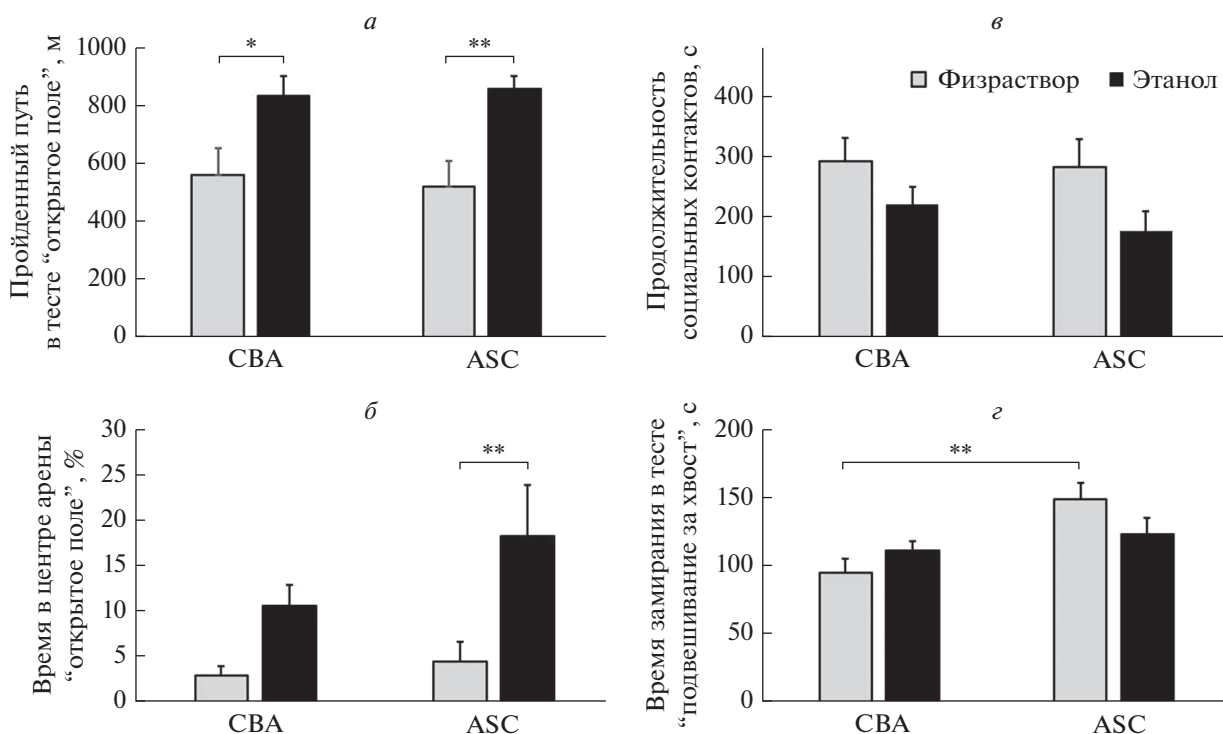 а
Пройденный путь
в тесте “открытое поле”, м
1000
800
600
400
200
0
*
**
CBA
ASC
в
Продолжительность
социальных контактов, с
400
300
200
100
0
Физраствор
Этанол
CBA
ASC
б
Время в центре арены
“открытое поле”, %
30
25
20
15
10
5
0
**
CBA
ASC
г
Время замирания в тесте
“подвешивание за хвост”, с
200
150
100
50
0
**
CBA
ASC